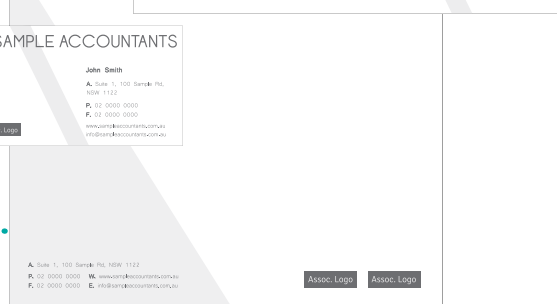 SAMPLE ACCOUNTANTS
John Smith
A. Suite 1, 100 Sample Rd,
NSW 1122
P. 02 0000 0000
F. 02 0000 0000
www.sampleaccountants.com.au
info@sampleaccountants.com.au
. Logo
A. Suite 1, 100 Sample Rd, NSW 1122
P. 02 0000 0000 W. www.sampleaccountants.com.au
F. 02 0000 0000 E. info@sampleaccountants.com.au
Assoc. Logo Assoc. Logo